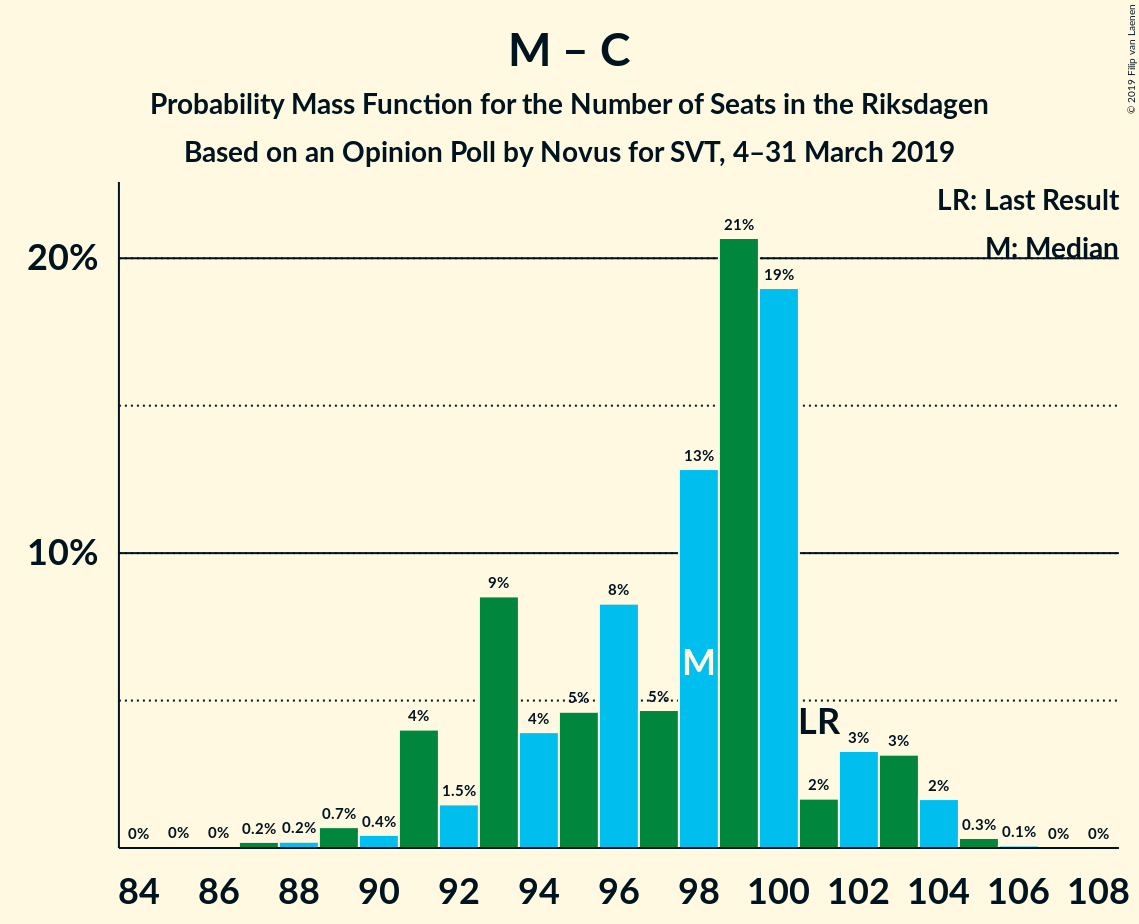 M – C
Probability Mass Function for the Number of Seats in the Riksdagen
Based on an Opinion Poll by Novus for SVT, 4–31 March 2019
© 2019 Filip van Laenen
LR: Last Result
M: Median
20%
10%
0% 0% 0% 0.2% 0.2% 0.7% 0.4% 4% 1.5% 9% 4% 5% 8% 5% 13% 21% 19% 2% 3% 3% 2% 0.3% 0.1% 0% 0%
M
LR
84 86 88 90 92 94 96 98 100 102 104 106 108